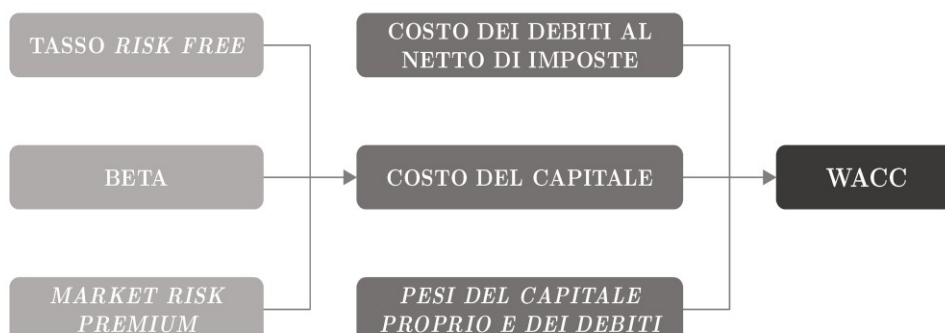 TASSO RISK FREE
COSTO DEI DEBITI AL
NETTO DI IMPOSTE
BETA
COSTO DEL CAPITALE
WACC
MARKET RISK
PREMIUM
PESI DEL CAPITALE
PROPRIO E DEI DEBITI